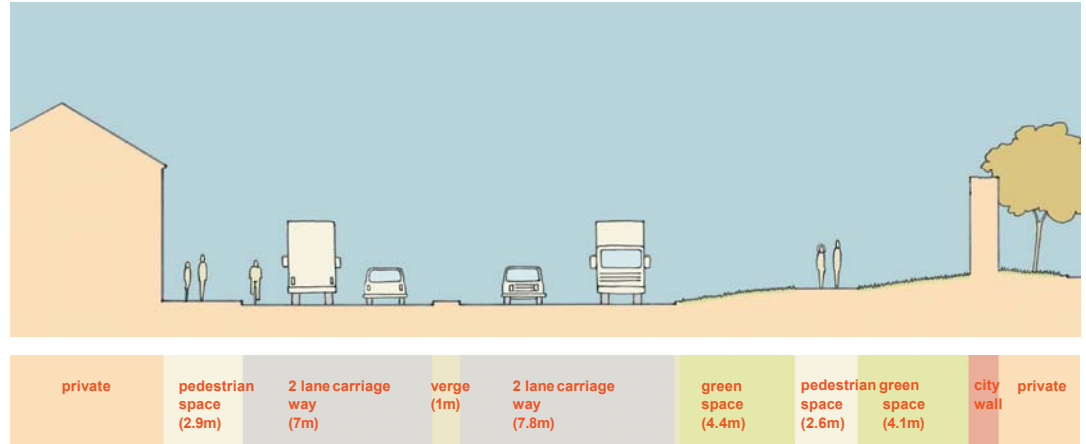 private
pedestrian
space
(2.9m)
2 lane carriage
way
(7m)
verge
(1m)
2 lane carriage
way
(7.8m)
green
space
(4.4m)
pedestrian
space
(2.6m)
green
space
(4.1m)
city
wall
private